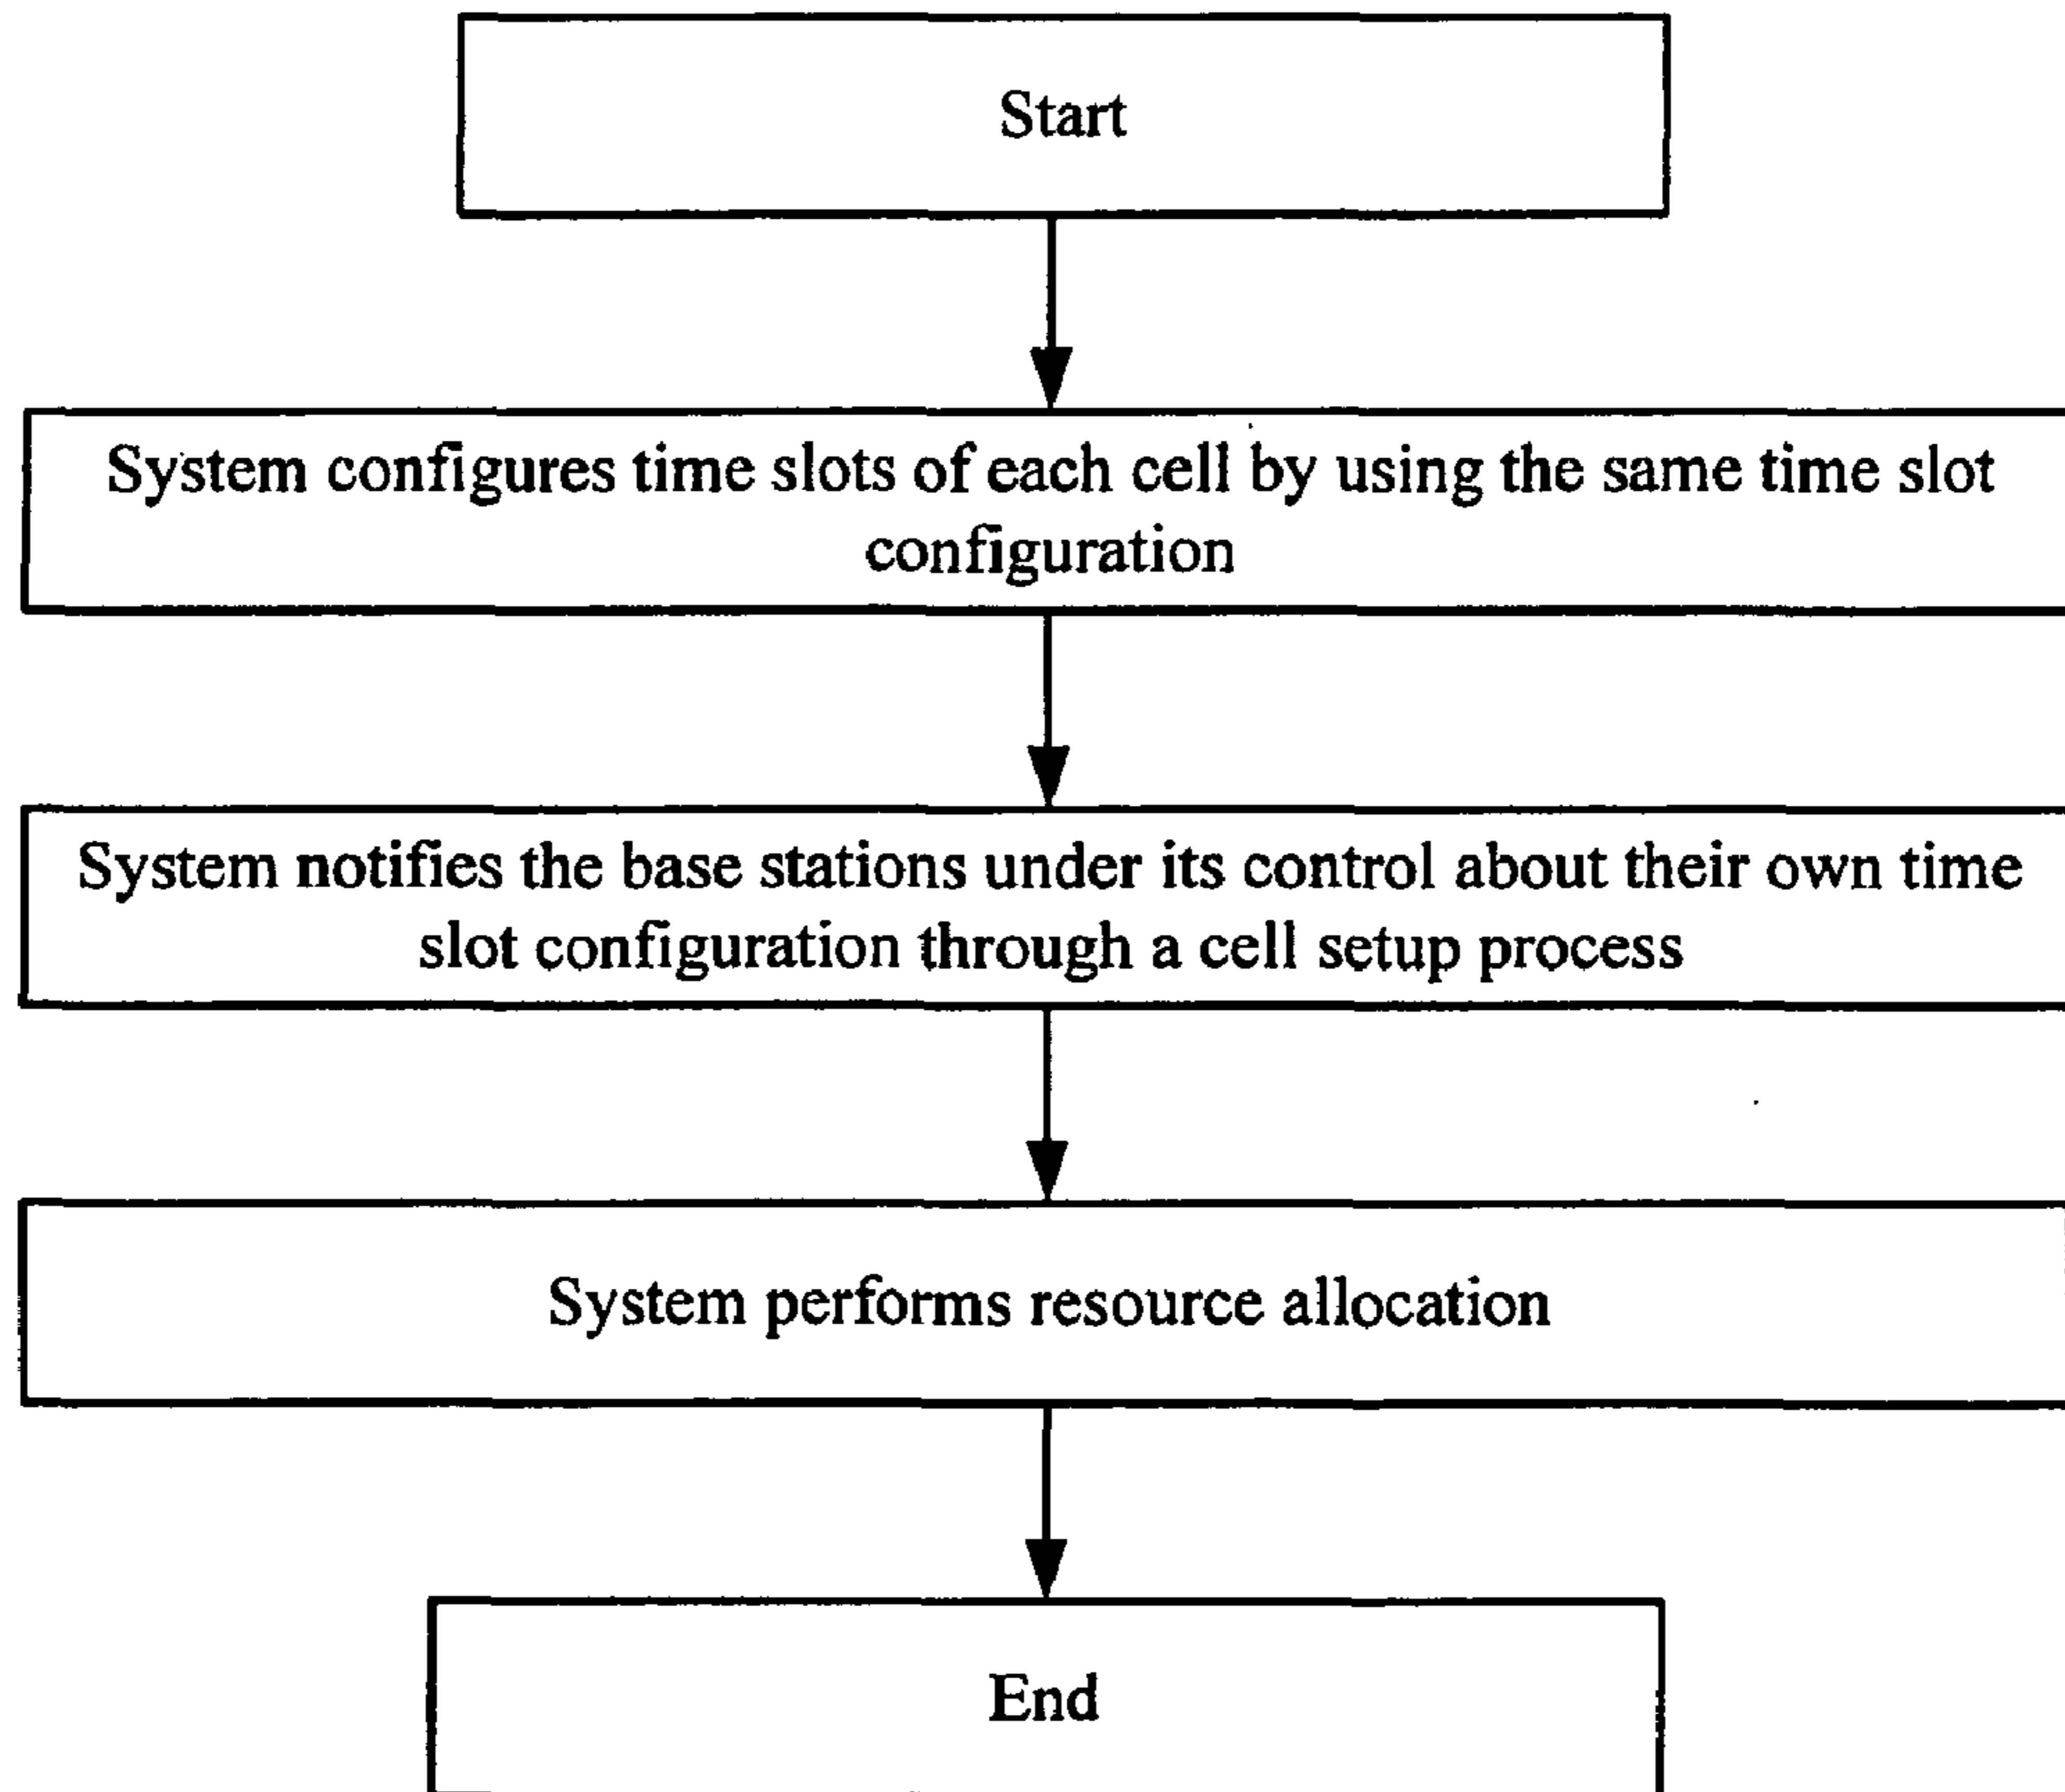 Start
System configures time slots of each cell by using the same time slot
configuration
System notifies the base stations under its control about their own time
slot configuration through a cell setup process
System performs resource allocation
End